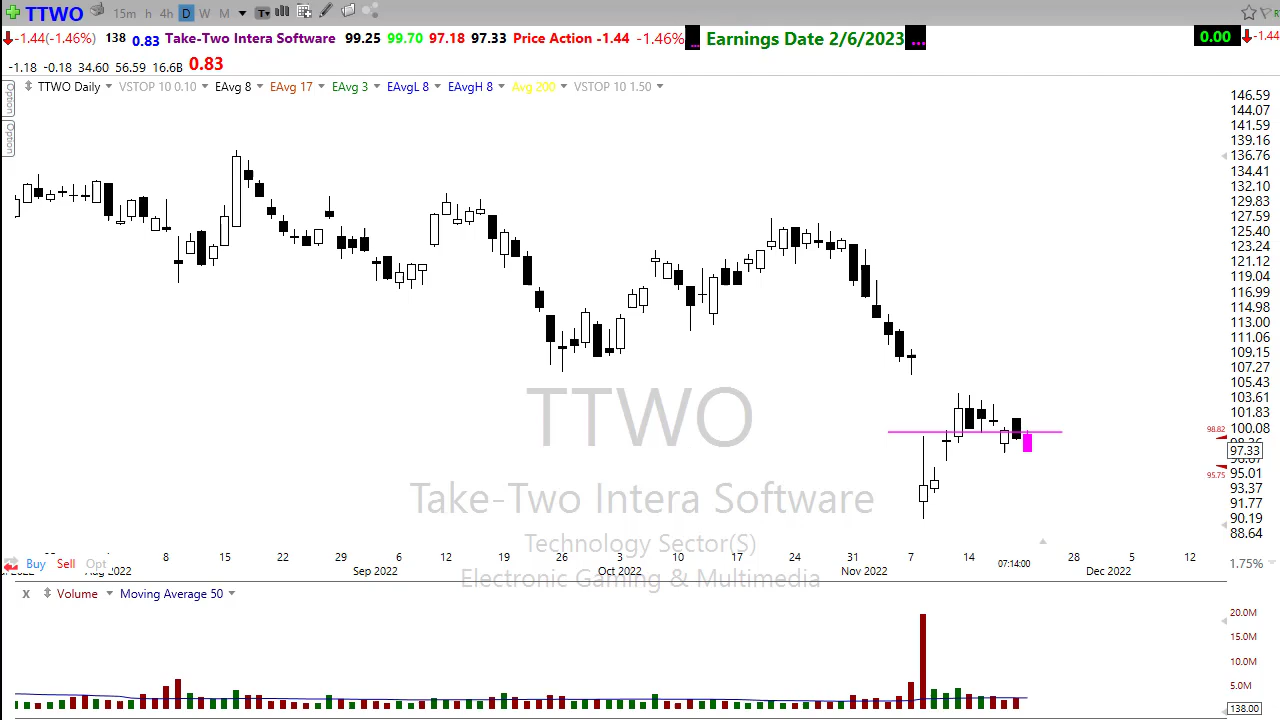 TTWO 15m h 4h D W M T
-1.44(-1.46%) 138 0.83 Take-Two Intera Software 99.25 99.70 97.18 97.33 Price Action -1.44 -1.46% ... Earnings Date 2/6/2023 ... 0.00 -1.44
-1.18 -0.18 34.60 56.59 16.6B 0.83
Option
Option
TTWO Daily VSTOP 10 0.10 EAvg 8 EAvg 17 EAvg 3 EAvgL 8 EAvgH 8 Avg 200 VSTOP 10 1.50
146.59
144.07
141.59
139.16
136.76
134.41
132.10
129.83
127.59
125.40
123.24
121.12
119.04
116.99
114.98
113.00
111.06
109.15
107.27
105.43
103.61
101.83
100.08
98.82
97.33
95.01
95.75
93.37
91.77
90.19
88.64
TTWO
Take-Two Intera Software
Technology Sector(S)
Electronic Gaming & Multimedia
8 15 22 29 6 12 19 26 3 10 17 24 31 7 14 28 5 12
Buy Sell Opt
2022 Aug 2022 Sep 2022 Oct 2022 Nov 2022 07:14:00 Dec 2022
1.75%
x Volume Moving Average 50
20.0M
15.0M
10.0M
5.0M
138.00